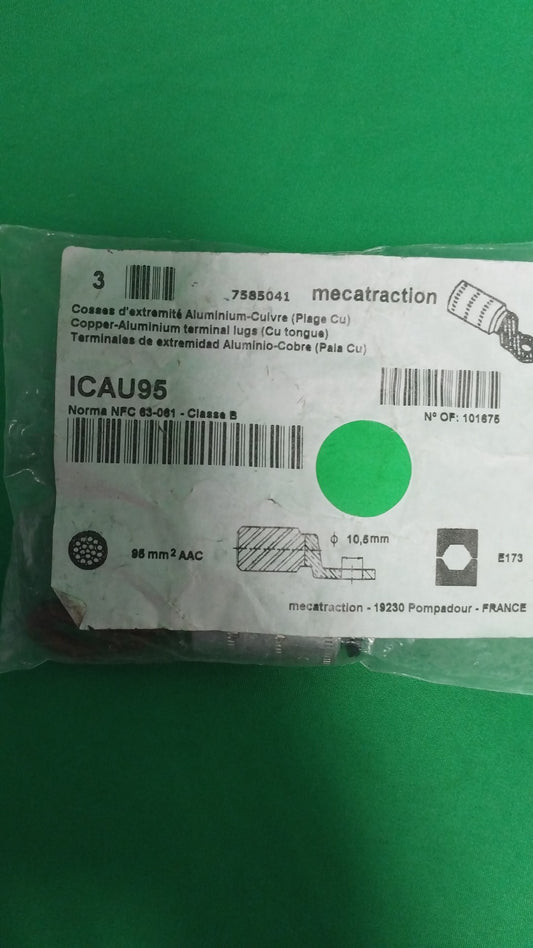 3 7585041 mecatraction
Cosses d'extremité Aluminium-Cuivre (Plage Cu)
Copper-Aluminium terminal lugs (Cu tongue)
Terminales de extremidad Aluminio-Cobre (Pala Cu)
ICAU95
Norma NFC 63-061 - Classe B
N° OF: 101675
95 mm² AAC
ϕ 10,5mm
E173
mecatraction - 19230 Pompadour - FRANCE